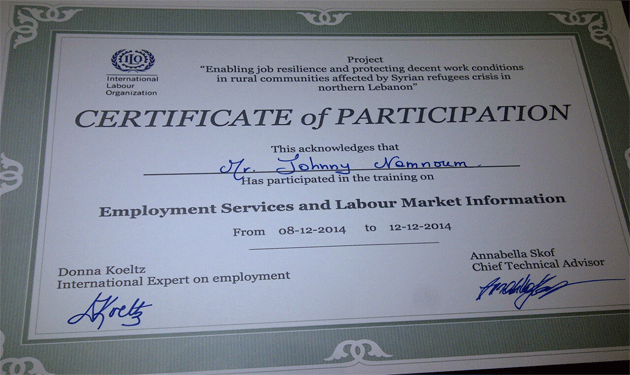 ILO
International
Labour
Organization
Project
"Enabling job resilience and protecting decent work conditions
in rural communities affected by Syrian refugees crisis in
northern Lebanon"
CERTIFICATE of PARTICIPATION
This acknowledges that
Mr. Johnny Namnoum
Has participated in the training on
Employment Services and Labour Market Information
From 08-12-2014 to 12-12-2014
Donna Koeltz
International Expert on employment
DKoeltz
Annabella Skof
Chief Technical Advisor